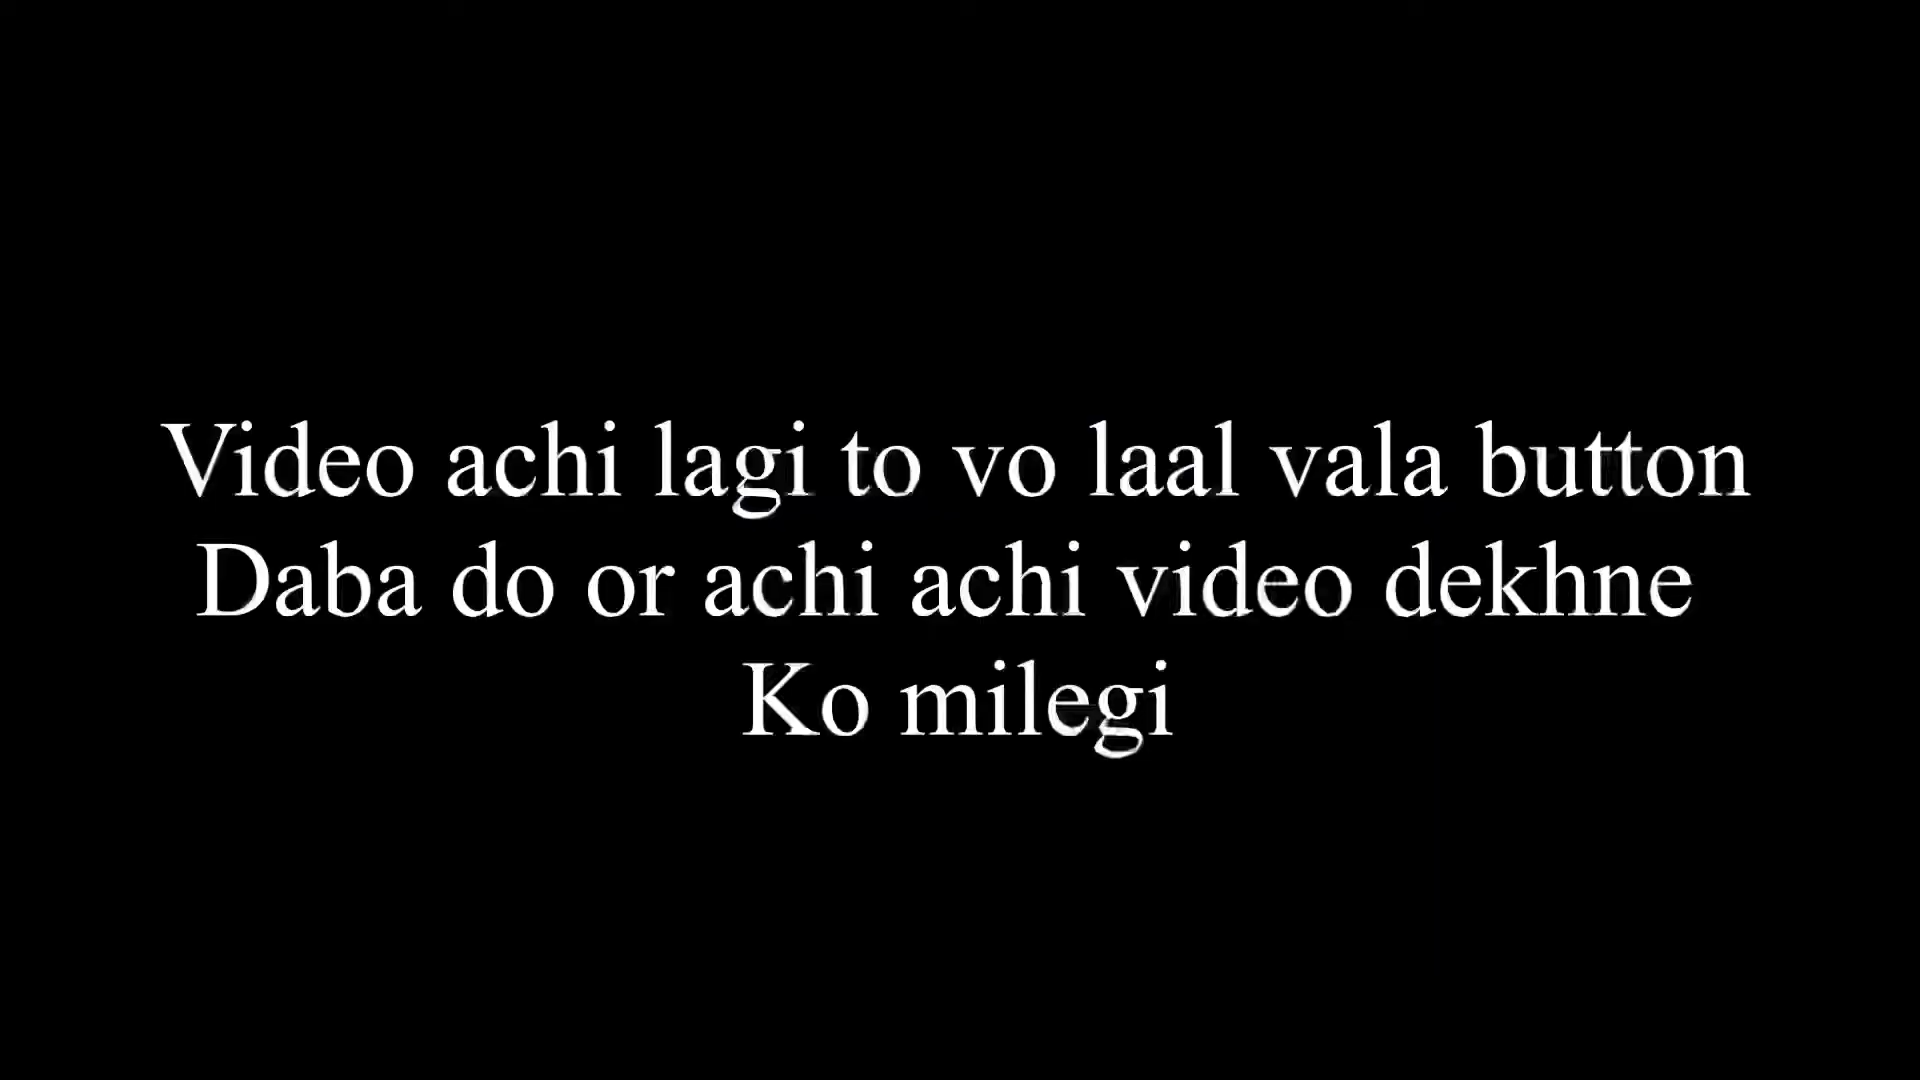 Video achi lagi to vo laal vala button
Daba do or achi achi video dekhne
Ko milegi